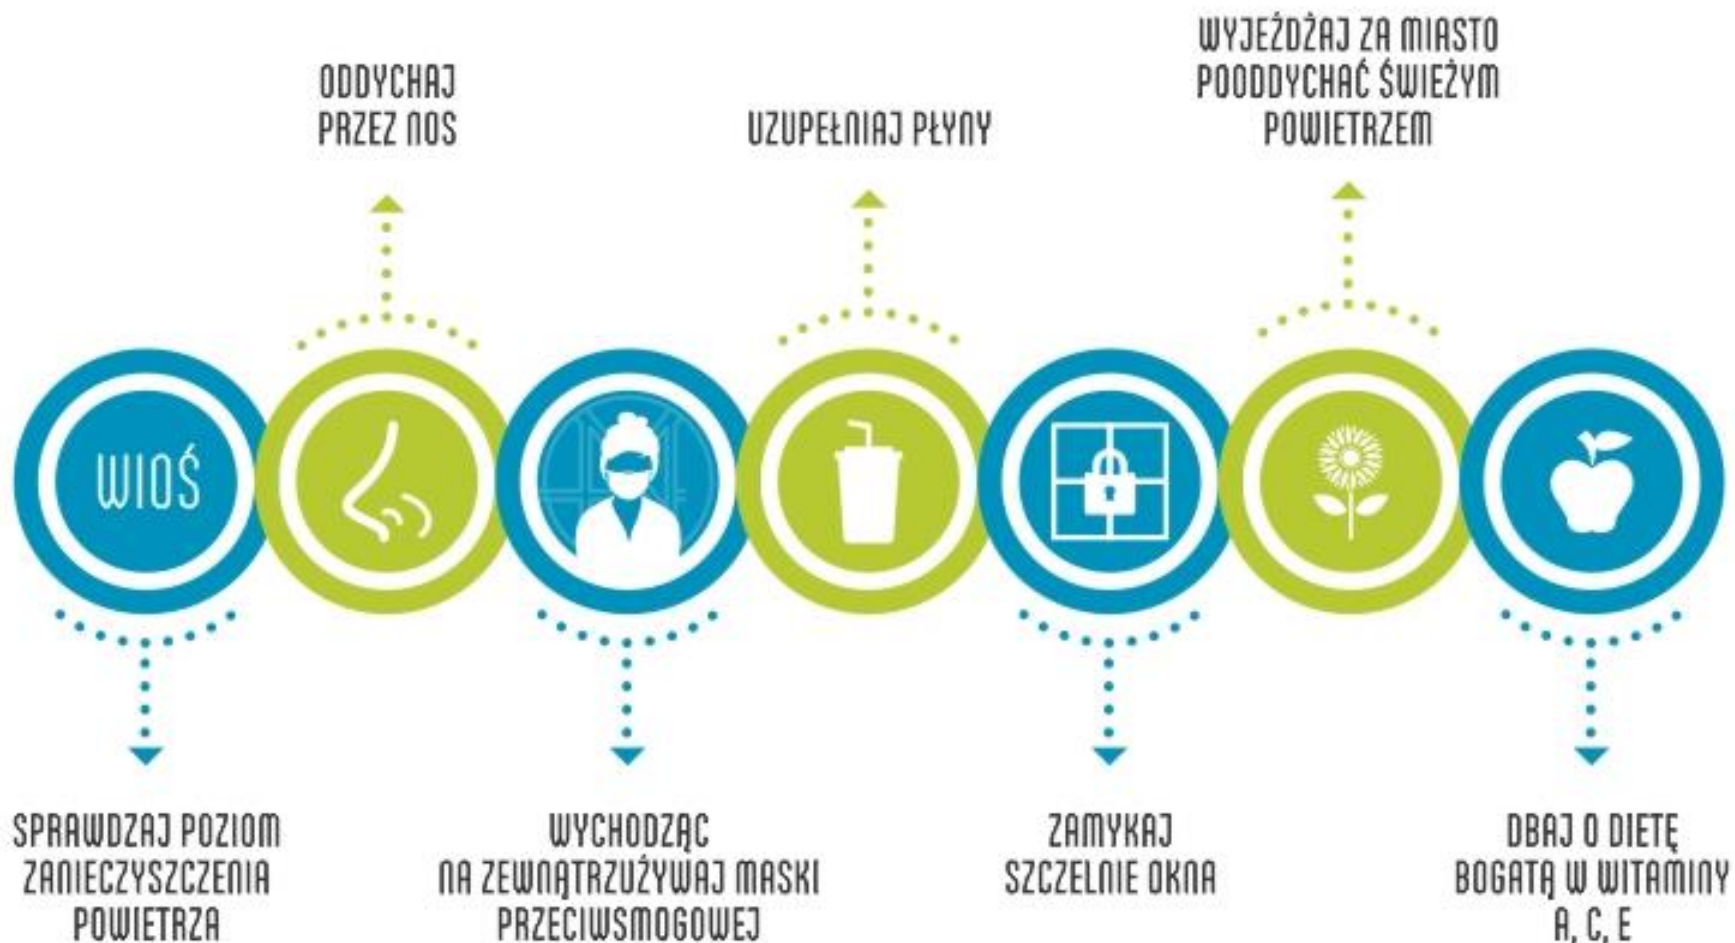 WYJEŻDŻAJ ZA MIASTO
POODDYCHAĆ ŚWIEŻYM
POWIETRZEM
ODDYCHAJ
PRZEZ NOS
UZUPEŁNIAJ PŁYNY
WIOŚ
SPRAWDZAJ POZIOM
ZANIECZYSZCZENIA
POWIETRZA
WYCHODZĄC
NA ZEWNĄTRZUŻYWAJ MASKI
PRZECIWSMOGOWEJ
ZAMYKAJ
SZCZELNIE OKNA
DBAJ O DIETĘ
BOGATĄ W WITAMINY
A, C, E